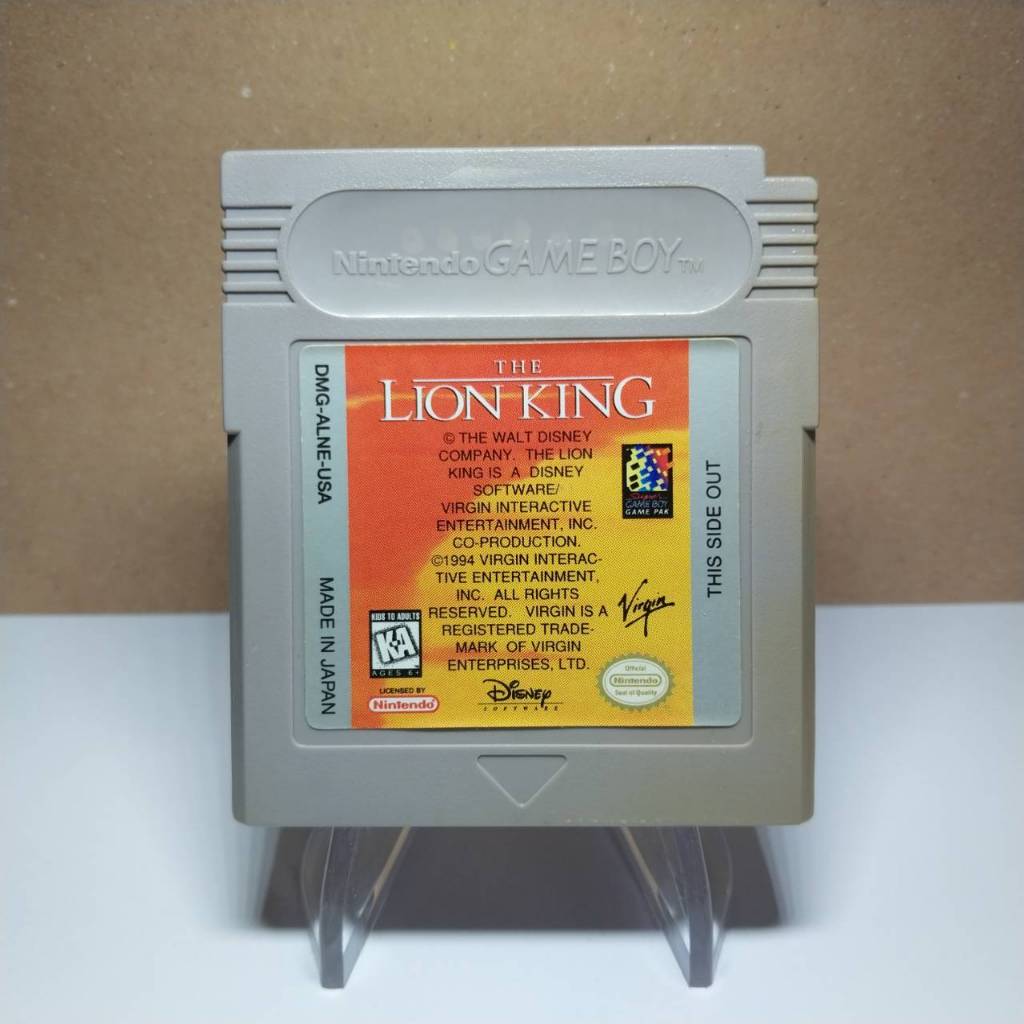 Nintendo GAME BOY™
DMG-ALNE-USA
MADE IN JAPAN
THE
LION KING
© THE WALT DISNEY
COMPANY. THE LION
KING IS A DISNEY
SOFTWARE/
VIRGIN INTERACTIVE
ENTERTAINMENT, INC.
CO-PRODUCTION.
©1994 VIRGIN INTERAC-
TIVE ENTERTAINMENT,
INC. ALL RIGHTS
RESERVED. VIRGIN IS A
REGISTERED TRADE-
MARK OF VIRGIN
ENTERPRISES, LTD.
Super
GAME BOY
GAME PAK
Virgin
KIDS TO ADULTS
K-A
AGES 6+
LICENSED BY
Nintendo
Disney
SOFTWARE
Official
Nintendo
Seal of Quality
THIS SIDE OUT